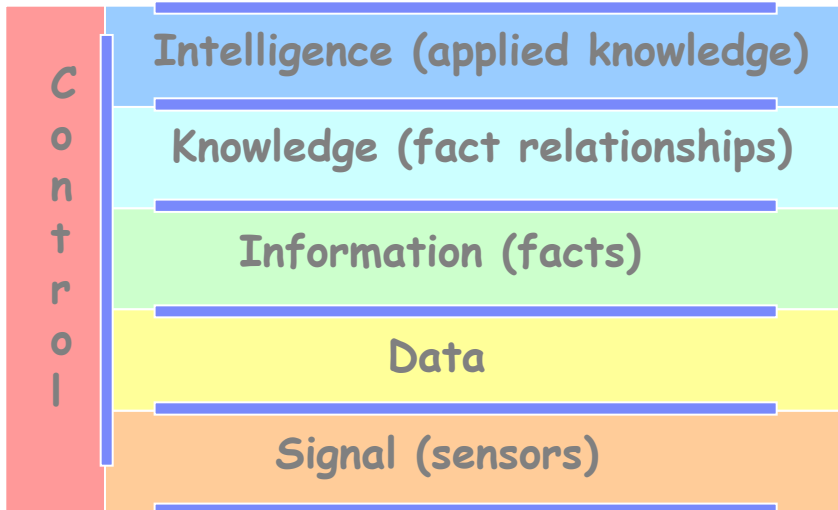 Control
Intelligence (applied knowledge)
Knowledge (fact relationships)
Information (facts)
Data
Signal (sensors)